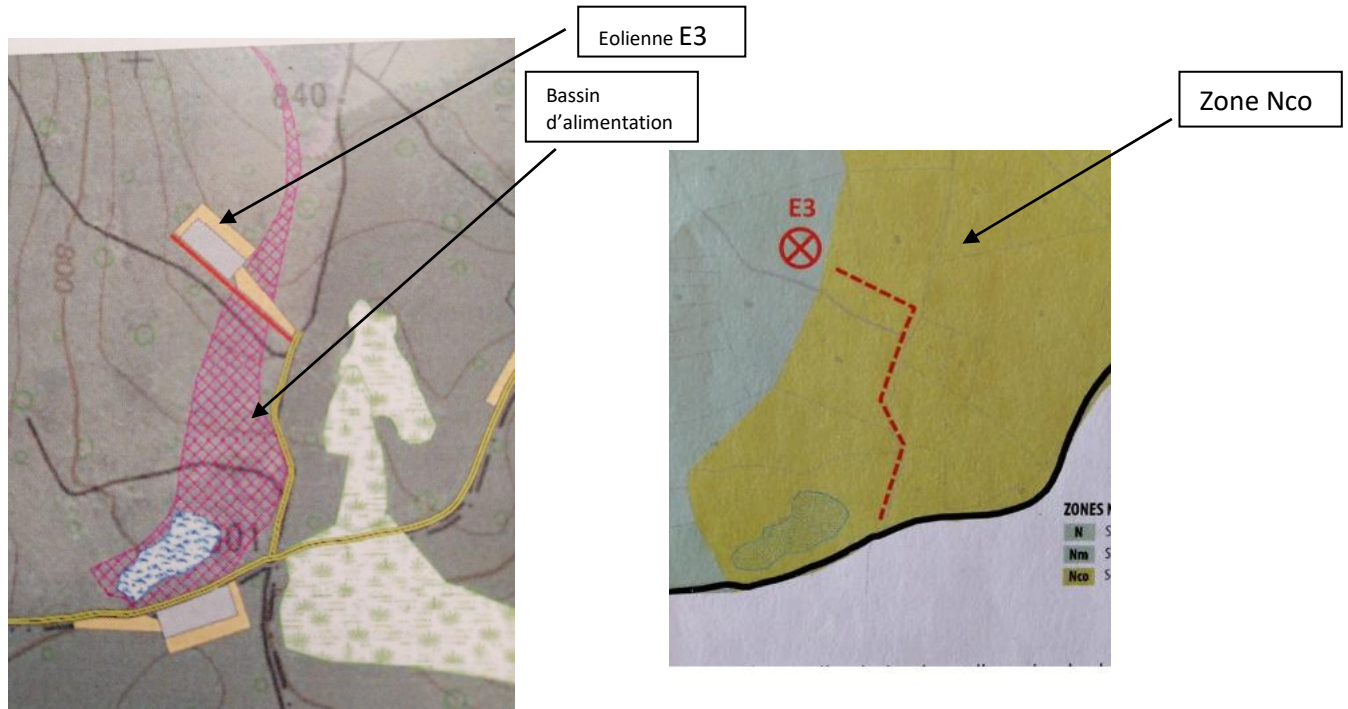 Eolienne E3
Bassin
d'alimentation
Zone Nco
840
800
E3
ZONES
N S
Nm S
Nco S